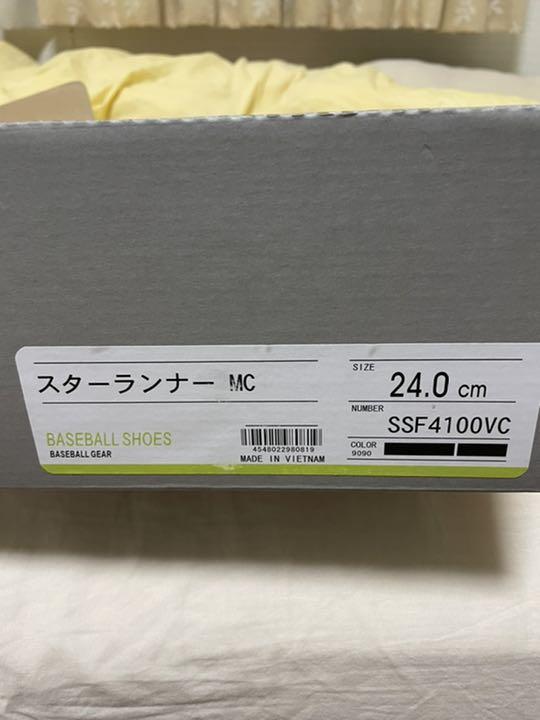 スターランナー MC
BASEBALL SHOES
BASEBALL GEAR
4548022980819
MADE IN VIETNAM
SIZE
24.0 cm
NUMBER
SSF4100VC
COLOR
9090